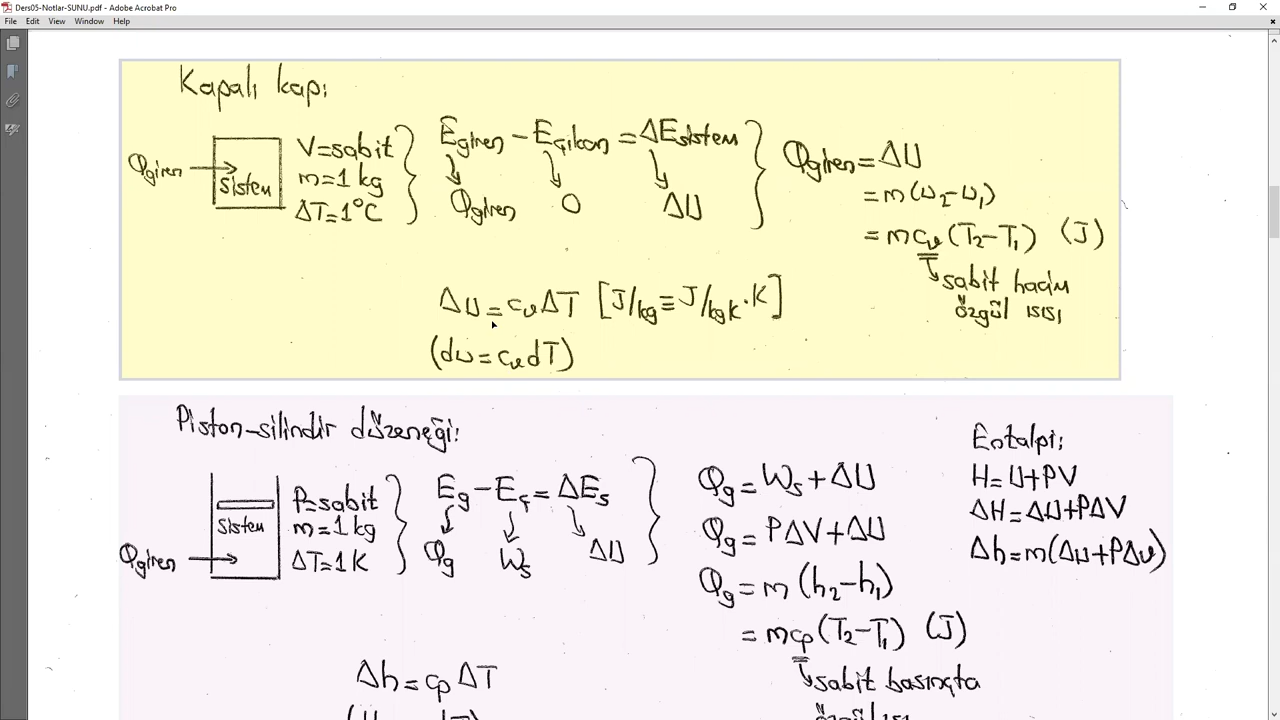 Ders05-Notlar-SUNU.pdf - Adobe Acrobat Pro
File Edit View Window Help
Kapalı kap;
Qgiren → Sistem
V=sabit
m=1 kg
ΔT=1°C
Egiren − Eçıkan = ΔEsistem
Qgiren 0 ΔU
Qgiren = ΔU
= m(u₂−u₁)
= mcᵥ(T₂−T₁) (J)
sabit hacim
özgül ısısı
Δu = cᵥΔT [J/kg ≡ J/kgK·K]
(du = cᵥdT)
Piston-silindir düzeneği:
Sistem
Qgiren →
P=sabit
m=1 kg
ΔT=1K
Eg − Eç = ΔEs
Qg Ws ΔU
Qg = Ws + ΔU
Qg = PΔV + ΔU
Qg = m (h₂−h₁)
= mcp (T₂−T₁) (J)
sabit basınçta
Entalpi;
H=U+PV
ΔH=ΔU+PΔV
Δh=m(Δu+PΔv)
Δh = cp ΔT